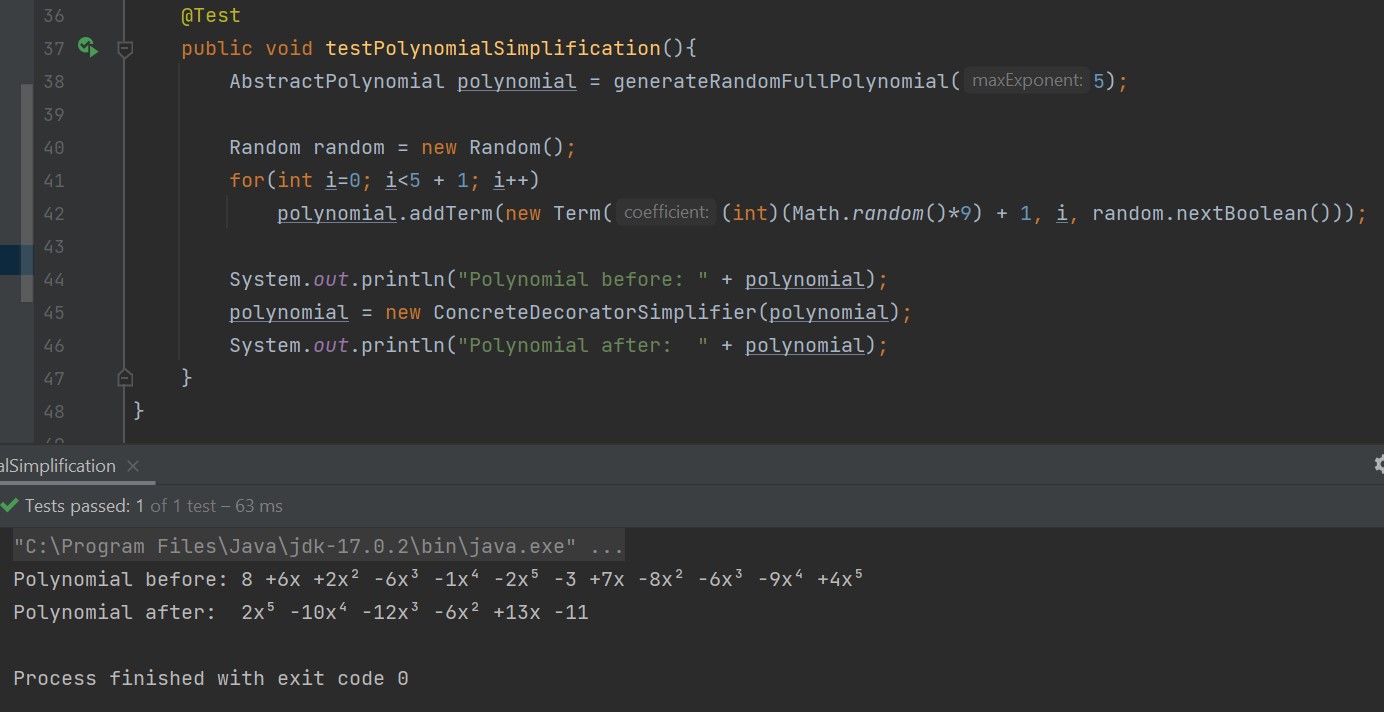 36 @Test
37 public void testPolynomialSimplification(){
38 AbstractPolynomial polynomial = generateRandomFullPolynomial( maxExponent: 5);
39
40 Random random = new Random();
41 for(int i=0; i<5 + 1; i++)
42 polynomial.addTerm(new Term( coefficient: (int)(Math.random()*9) + 1, i, random.nextBoolean()));
43
44 System.out.println("Polynomial before: " + polynomial);
45 polynomial = new ConcreteDecoratorSimplifier(polynomial);
46 System.out.println("Polynomial after:  " + polynomial);
47 }
48 }
alSimplification ×
Tests passed: 1 of 1 test – 63 ms
"C:\Program Files\Java\jdk-17.0.2\bin\java.exe" ...
Polynomial before: 8 +6x +2x² -6x³ -1x⁴ -2x⁵ -3 +7x -8x² -6x³ -9x⁴ +4x⁵
Polynomial after:  2x⁵ -10x⁴ -12x³ -6x² +13x -11
Process finished with exit code 0